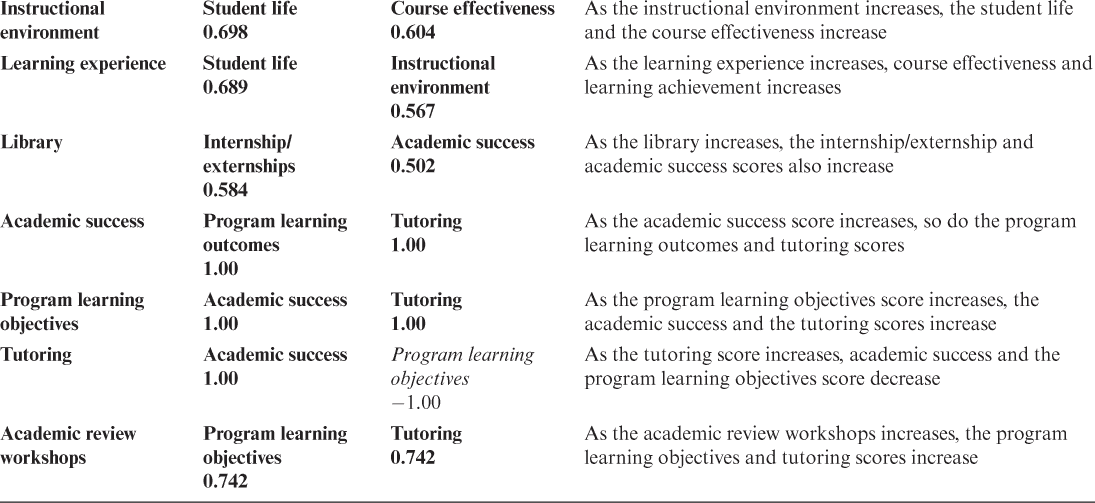 Instructional environment
Student life
0.698
Course effectiveness
0.604
As the instructional environment increases, the student life
and the course effectiveness increase
Learning experience
Student life
0.689
Instructional
environment
0.567
As the learning experience increases, course effectiveness and
learning achievement increases
Library
Internship/
externships
0.584
Academic success
0.502
As the library increases, the internship/externship and
academic success scores also increase
Academic success
Program learning
outcomes
1.00
Tutoring
1.00
As the academic success score increases, so do the program
learning outcomes and tutoring scores
Program learning
objectives
Academic success
1.00
Tutoring
1.00
As the program learning objectives score increases, the
academic success and the tutoring scores increase
Tutoring
Academic success
1.00
Program learning
objectives
−1.00
As the tutoring score increases, academic success and the
program learning objectives score decrease
Academic review
workshops
Program learning
objectives
0.742
Tutoring
0.742
As the academic review workshops increases, the program
learning objectives and tutoring scores increase